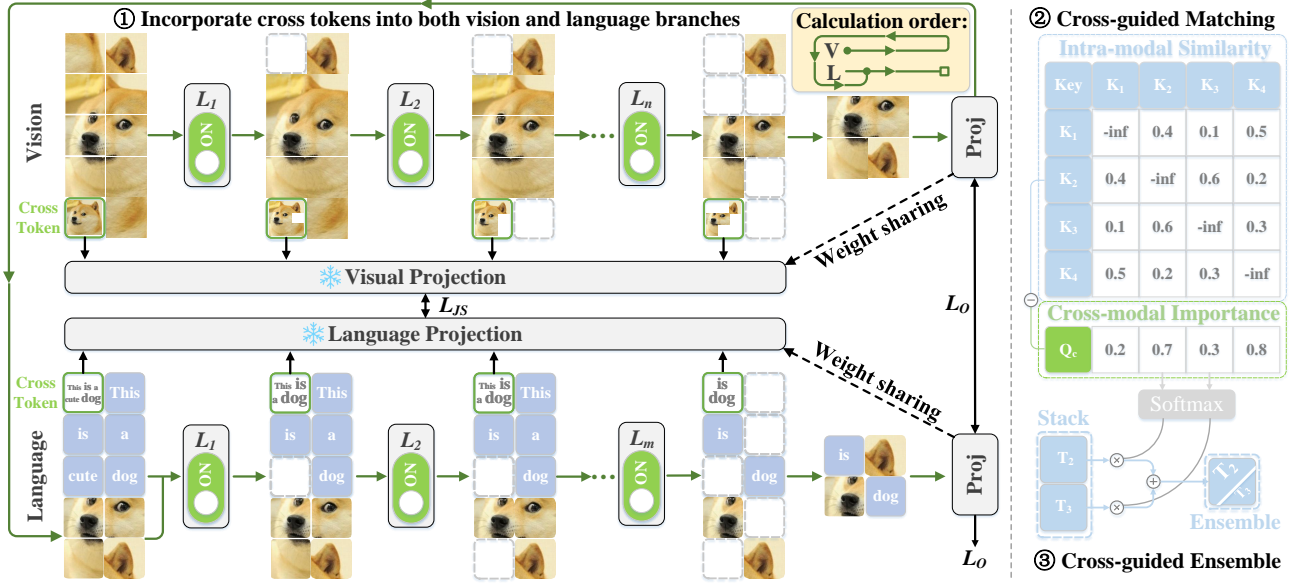 ① Incorporate cross tokens into both vision and language branches
Calculation order:
V
L
Vision
L1
ON
L2
ON
Ln
ON
Proj
Cross
Token
Weight sharing
Visual Projection
LJS
LO
Language Projection
Weight sharing
Cross
Token
This is a
cute dog
This
This is
a dog
This
This is
a dog
This
is
dog
Language
is a
cute dog
L1
ON
is a
dog
L2
ON
is a
dog
Lm
ON
is
dog
is
dog
Proj
LO
② Cross-guided Matching
Intra-modal Similarity
Key K1 K2 K3 K4
K1 -inf 0.4 0.1 0.5
K2 0.4 -inf 0.6 0.2
K3 0.1 0.6 -inf 0.3
K4 0.5 0.2 0.3 -inf
Cross-modal Importance
Qc 0.2 0.7 0.3 0.8
Softmax
Stack
T2
T3
T2
T3
Ensemble
③ Cross-guided Ensemble